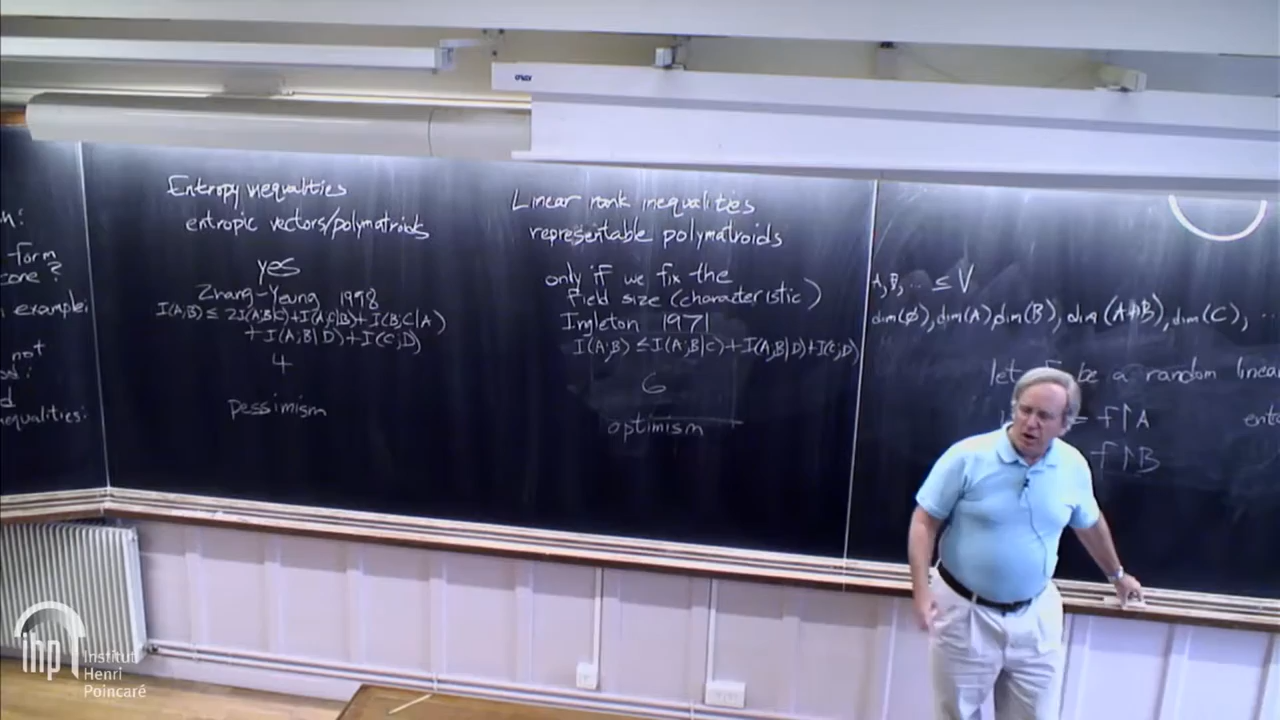 form
example:
not
equalities:
Entropy inequalities
entropic vectors/polymatroids
yes
Zhang-Yeung 1998
I(A;B) ≤ 2I(A;B|C)+I(A;C|B)+I(B;C|A)
+I(A;B|D)+I(C;D)
4
pessimism
Linear rank inequalities
representable polymatroids
only if we fix the
field size (characteristic)
Ingleton 1971
I(A;B) ≤ I(A;B|C)+I(A;B|D)+I(C;D)
6
optimism
A, B, ... ≤ V
dim(∅), dim(A), dim(B), dim(A+B), dim(C), ...
let be a random linear
= f↾A
f↾B
ihp
Institut
Henri
Poincaré